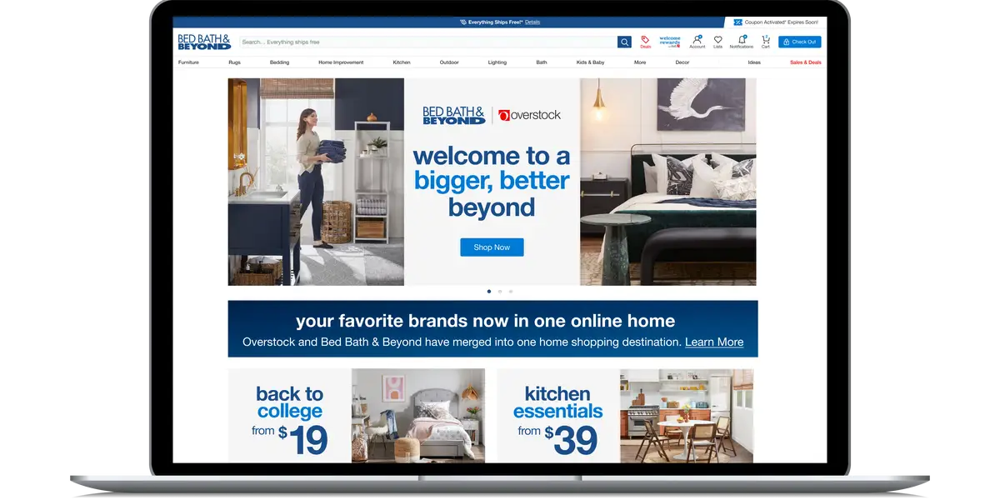 Everything Ships Free!* Details
Coupon Activated* Expires Soon!
BED BATH &
BEYOND
Search... Everything ships free
Deals
welcome
rewards
Account
Lists
Notifications
Cart
Check Out
Furniture
Rugs
Bedding
Home Improvement
Kitchen
Outdoor
Lighting
Bath
Kids & Baby
More
Decor
Ideas
Sales & Deals
BED BATH &
BEYOND
overstock
welcome to a
bigger, better
beyond
Shop Now
your favorite brands now in one online home
Overstock and Bed Bath & Beyond have merged into one home shopping destination. Learn More
back to
college
from $19
kitchen
essentials
from $39